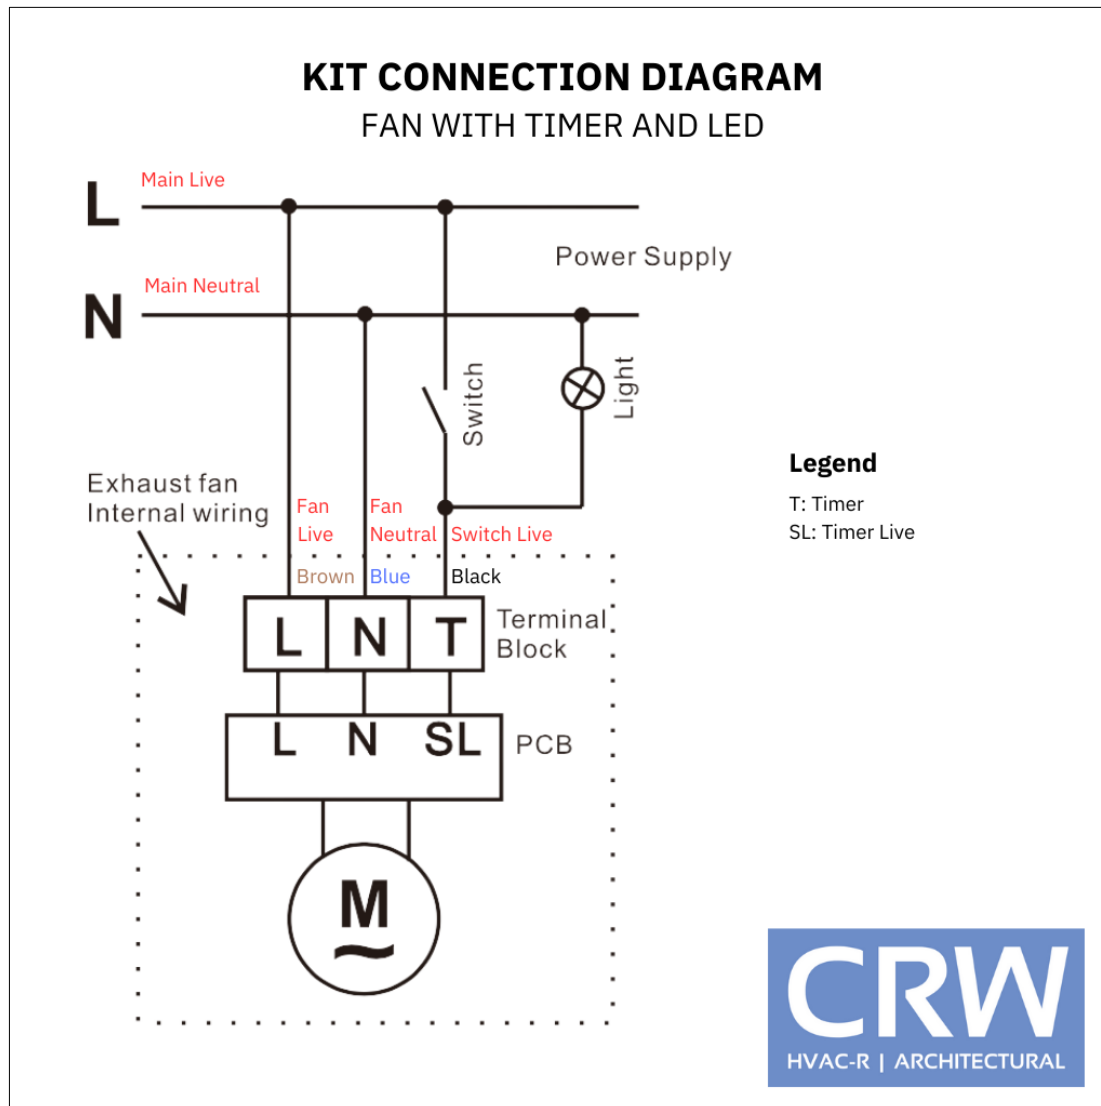 KIT CONNECTION DIAGRAM
FAN WITH TIMER AND LED
L
Main Live
Power Supply
N
Main Neutral
Switch
Light
Exhaust fan
Internal wiring
Fan
Live
Fan
Neutral
Switch Live
Brown
Blue
Black
L N T
Terminal
Block
L N SL
PCB
M
~
Legend
T: Timer
SL: Timer Live
CRW
HVAC-R | ARCHITECTURAL